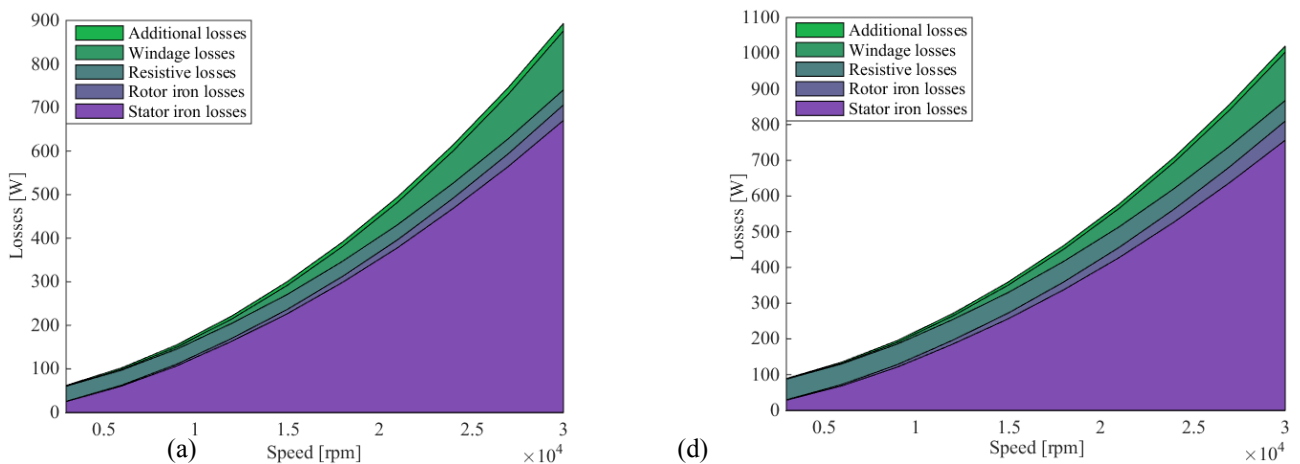 900
800
700
600
500
400
300
200
100
0
Losses [W]
Additional losses
Windage losses
Resistive losses
Rotor iron losses
Stator iron losses
0.5
1
1.5
2
2.5
3
Speed [rpm]
×10⁴
(a)
1100
1000
900
800
700
600
500
400
300
200
100
0
Losses [W]
Additional losses
Windage losses
Resistive losses
Rotor iron losses
Stator iron losses
0.5
1
1.5
2
2.5
3
Speed [rpm]
×10⁴
(d)